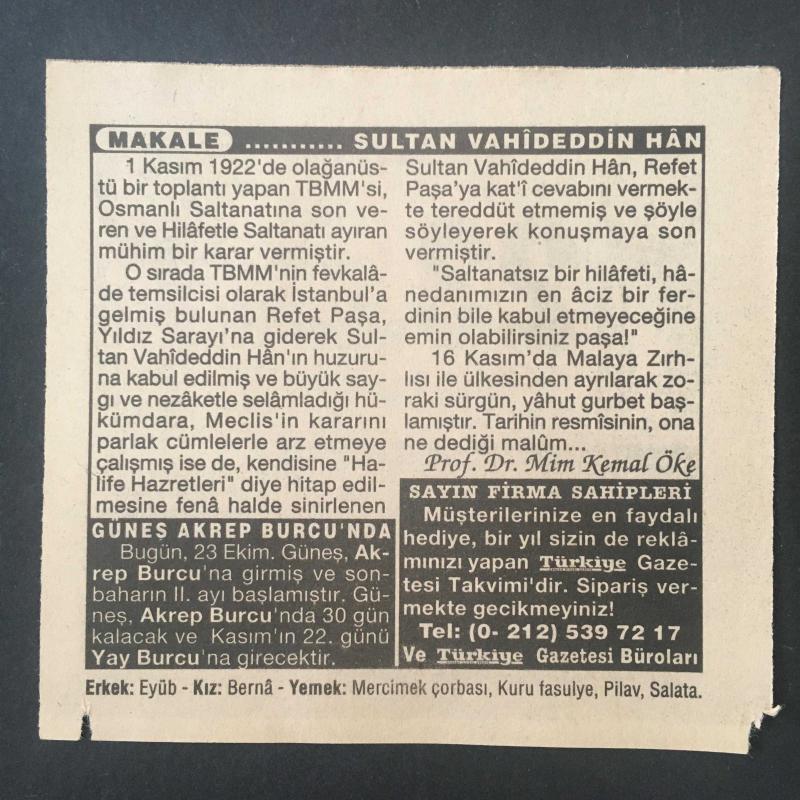 MAKALE ........... SULTAN VAHÎDEDDİN HÂN
1 Kasım 1922'de olağanüs-
tü bir toplantı yapan TBMM'si,
Osmanlı Saltanatına son ve-
ren ve Hilâfetle Saltanatı ayıran
mühim bir karar vermiştir.
O sırada TBMM'nin fevkalâ-
de temsilcisi olarak İstanbul'a
gelmiş bulunan Refet Paşa,
Yıldız Sarayı'na giderek Sul-
tan Vahîdeddin Hân'ın huzuru-
na kabul edilmiş ve büyük say-
gı ve nezâketle selâmladığı hü-
kümdara, Meclis'in kararını
parlak cümlelerle arz etmeye
çalışmış ise de, kendisine "Ha-
life Hazretleri" diye hitap edil-
mesine fenâ halde sinirlenen
Sultan Vahîdeddin Hân, Refet
Paşa'ya kat'î cevabını vermek-
te tereddüt etmemiş ve şöyle
söyleyerek konuşmaya son
vermiştir.
"Saltanatsız bir hilâfeti, hâ-
nedanımızın en âciz bir fer-
dinin bile kabul etmeyeceğine
emin olabilirsiniz paşa!"
16 Kasım'da Malaya Zırh-
lısı ile ülkesinden ayrılarak zo-
raki sürgün, yâhut gurbet baş-
lamıştır. Tarihin resmîsinin, ona
ne dediği malûm...
Prof. Dr. Mim Kemal Öke
GÜNEŞ AKREP BURCU'NDA
Bugün, 23 Ekim. Güneş, Ak-
rep Burcu'na girmiş ve son-
baharın II. ayı başlamıştır. Gü-
neş, Akrep Burcu'nda 30 gün
kalacak ve Kasım'ın 22. günü
Yay Burcu'na girecektir.
SAYIN FİRMA SAHİPLERİ
Müşterilerinize en faydalı
hediye, bir yıl sizin de reklâ-
mınızı yapan Türkiye Gaze-
tesi Takvimi'dir. Sipariş ver-
mekte gecikmeyiniz!
Tel: (0- 212) 539 72 17
Ve Türkiye Gazetesi Büroları
Erkek: Eyüb - Kız: Bernâ - Yemek: Mercimek çorbası, Kuru fasulye, Pilav, Salata.